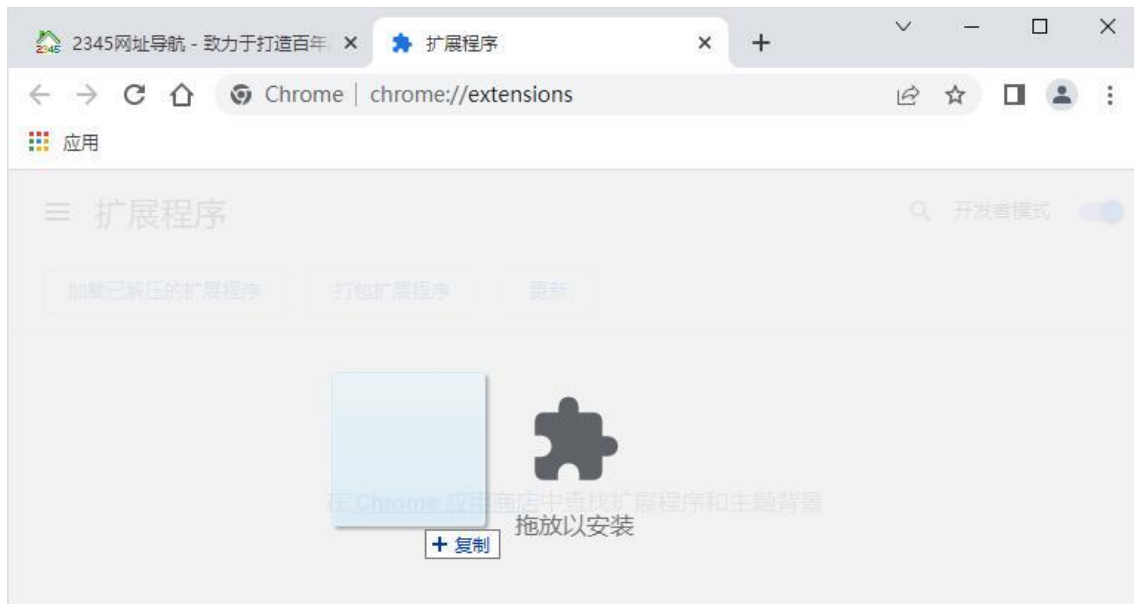 2345网址导航 - 致力于打造百年
扩展程序
Chrome | chrome://extensions
应用
扩展程序
开发者模式
加载已解压的扩展程序
打包扩展程序
更新
在 Chrome 应用商店中查找扩展程序和主题背景
拖放以安装
+ 复制